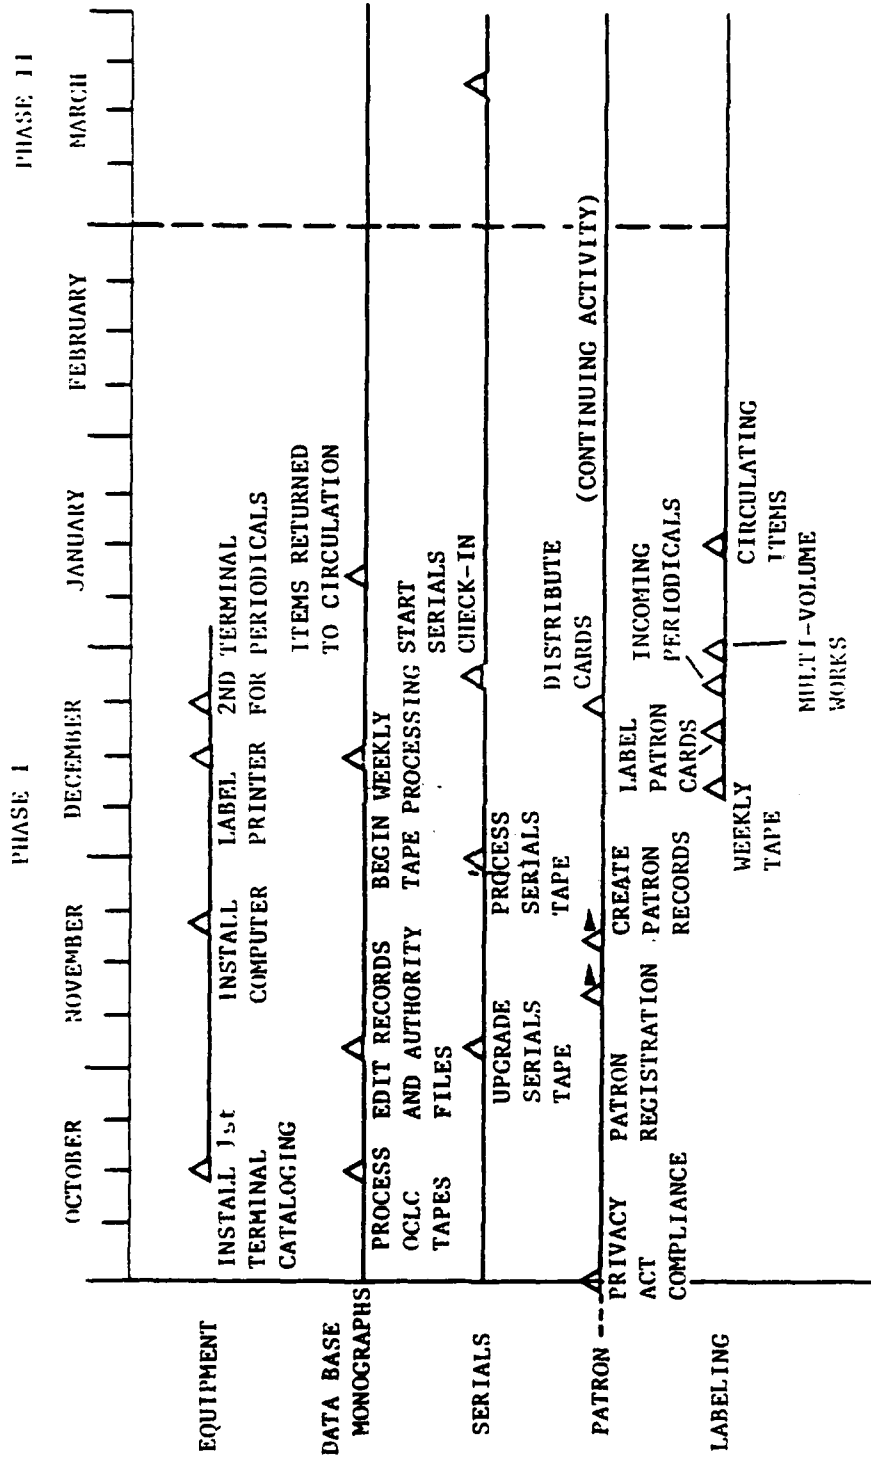 PHASE 1
PHASE 11
OCTOBER
NOVEMBER
DECEMBER
JANUARY
FEBRUARY
MARCH
EQUIPMENT
INSTALL 1st
TERMINAL
CATALOGING
INSTALL
COMPUTER
LABEL
PRINTER
2ND TERMINAL
FOR PERIODICALS
DATA BASE
MONOGRAPHS
PROCESS
OCLC
TAPES
EDIT RECORDS
AND AUTHORITY
FILES
BEGIN WEEKLY
TAPE PROCESSING
ITEMS RETURNED
TO CIRCULATION
SERIALS
UPGRADE
SERIALS
TAPE
PROCESS
SERIALS
TAPE
START
SERIALS
CHECK-IN
PATRON
PRIVACY
ACT
COMPLIANCE
PATRON
REGISTRATION
CREATE
PATRON
RECORDS
DISTRIBUTE
CARDS
(CONTINUING ACTIVITY)
LABELING
WEEKLY
TAPE
LABEL
PATRON
CARDS
INCOMING
PERIODICALS
MULTI-VOLUME
WORKS
CIRCULATING
ITEMS